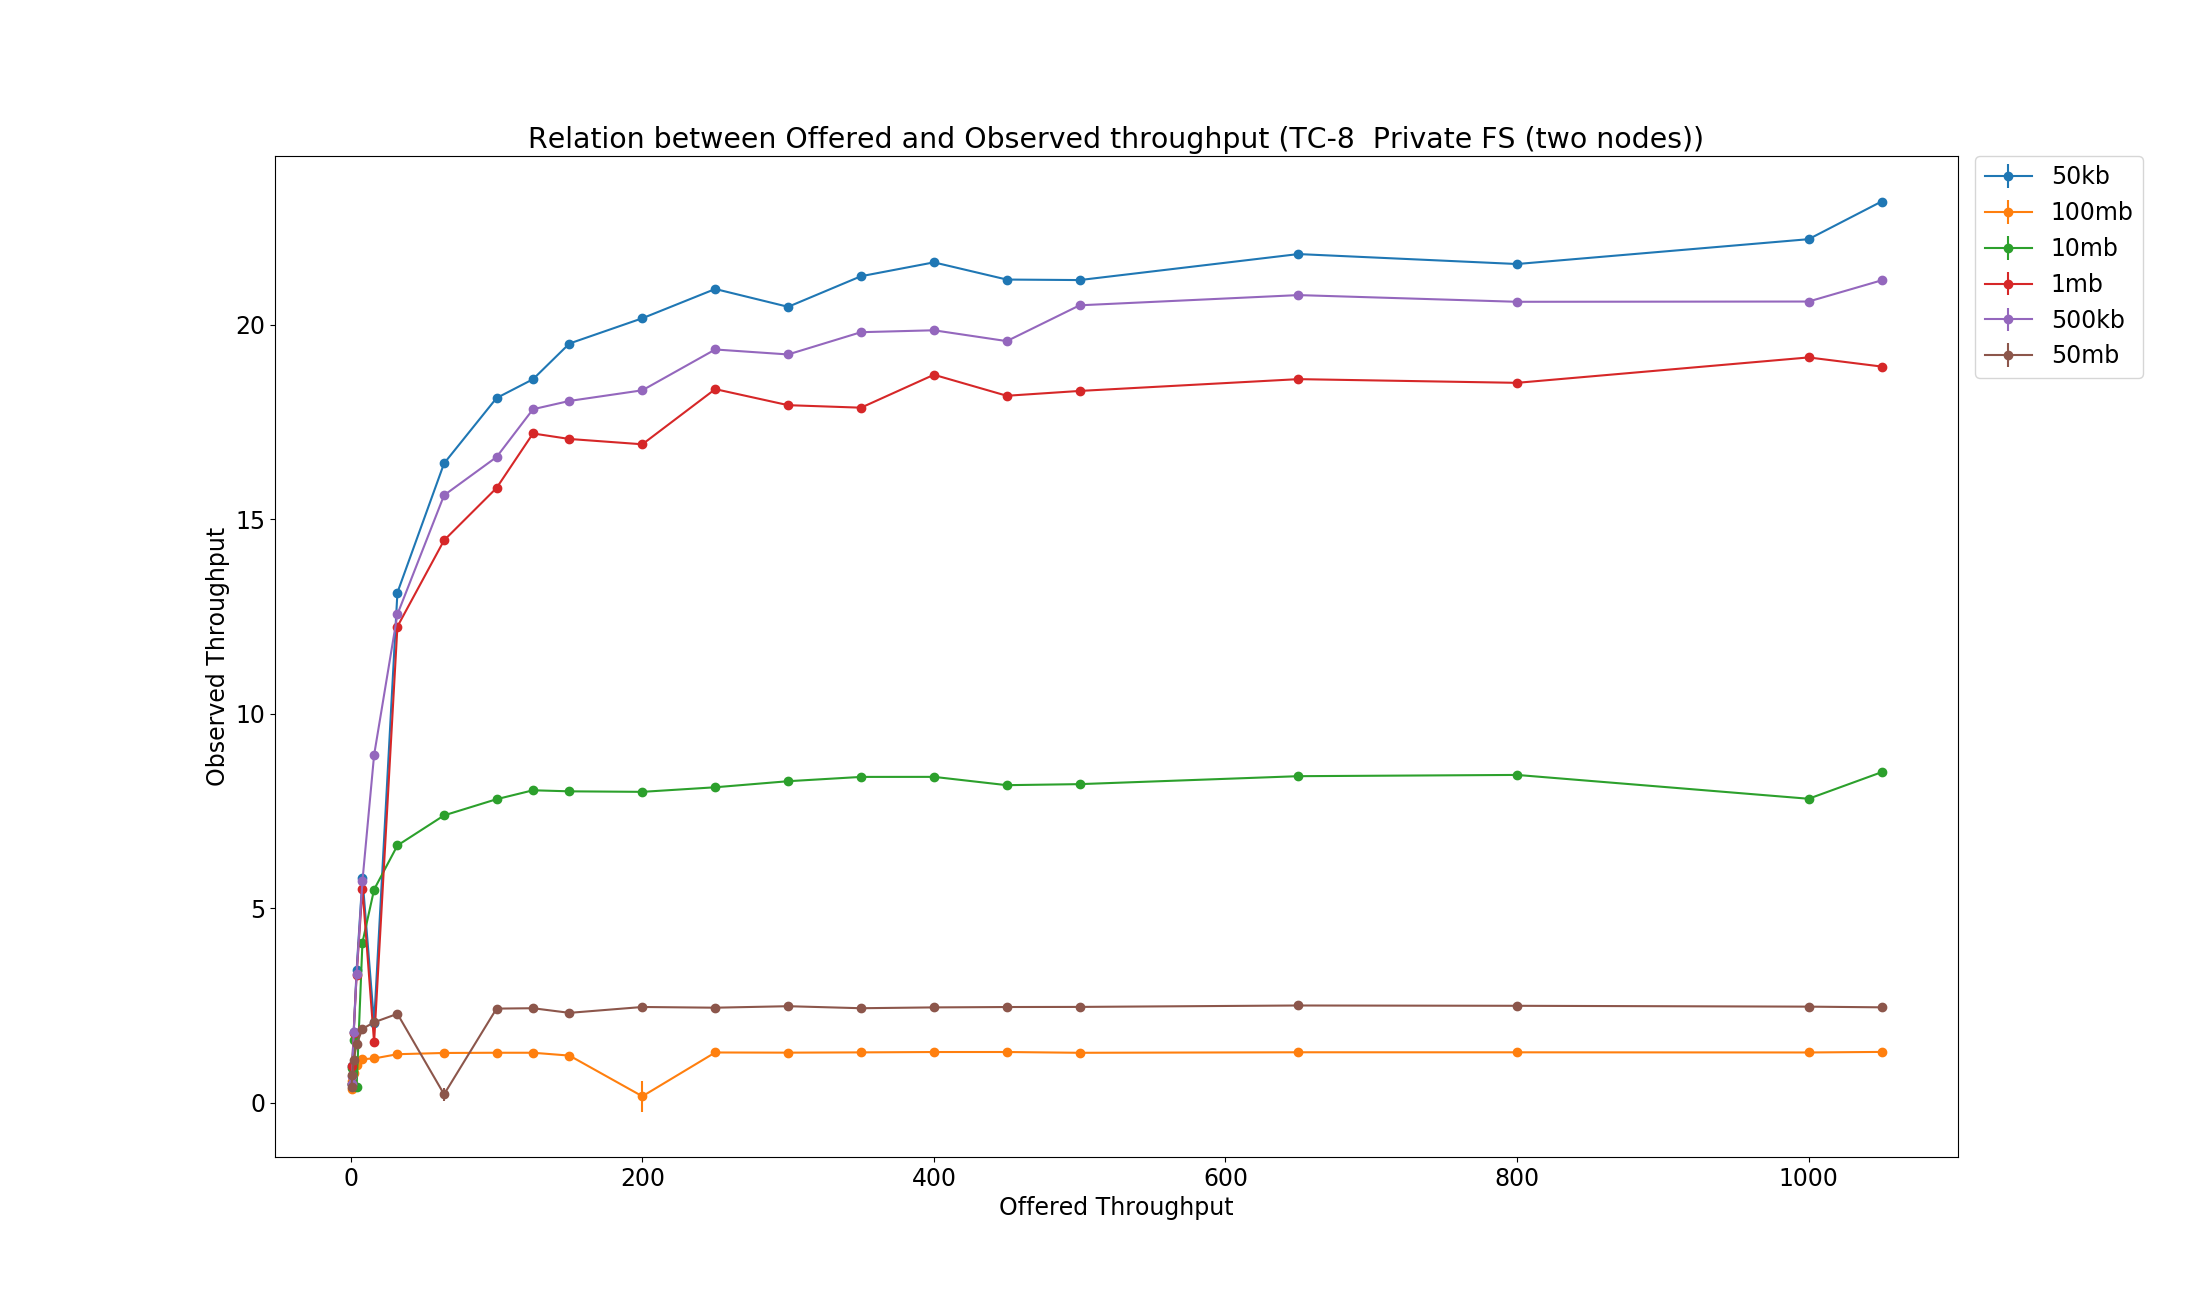 Relation between Offered and Observed throughput (TC-8  Private FS (two nodes))
50kb
100mb
10mb
1mb
500kb
50mb
Observed Throughput
20
15
10
5
0
0 200 400 600 800 1000
Offered Throughput